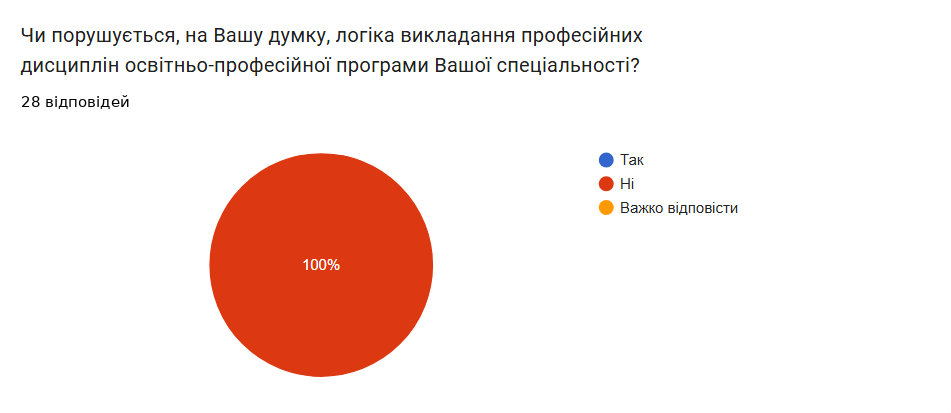 Чи порушується, на Вашу думку, логіка викладання професійних
дисциплін освітньо-професійної програми Вашої спеціальності?
28 відповідей
Так
Ні
Важко відповісти
100%